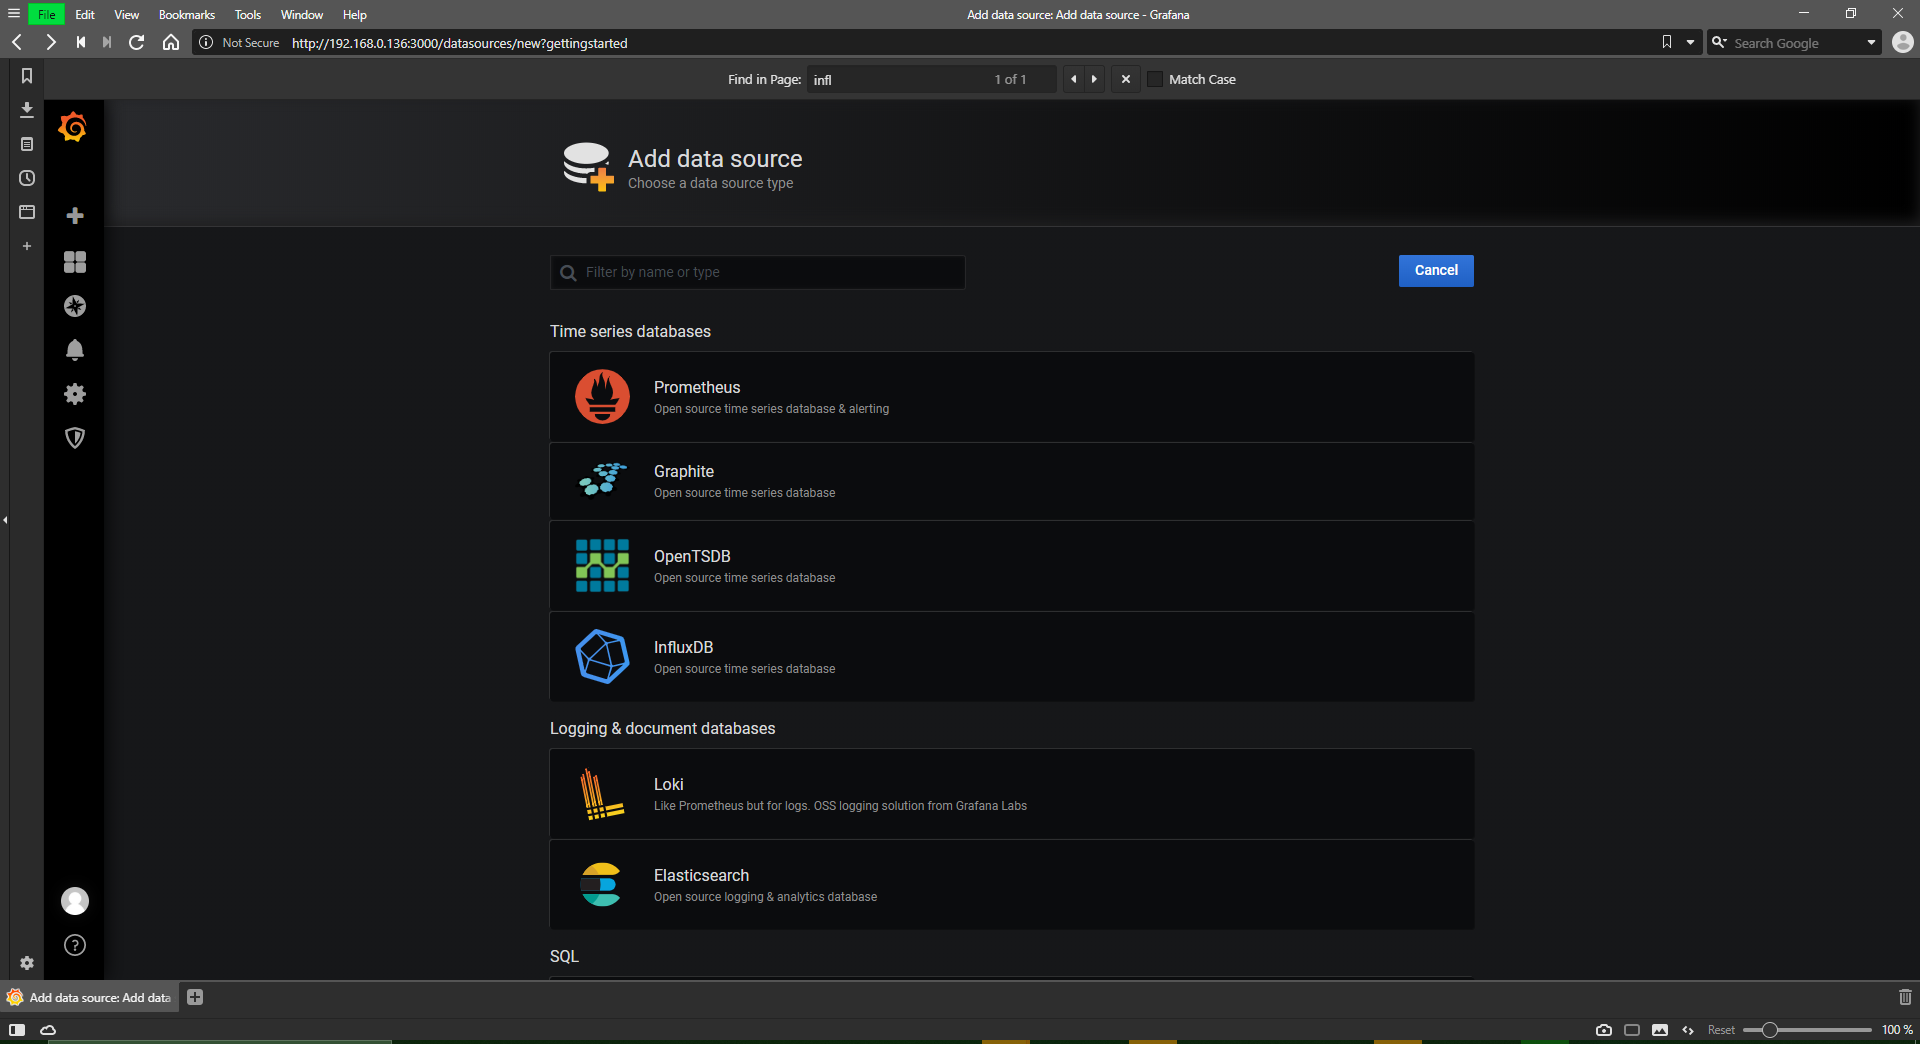 File Edit View Bookmarks Tools Window Help
Add data source: Add data source - Grafana
Not Secure http://192.168.0.136:3000/datasources/new?gettingstarted
Search Google
Find in Page: infl 1 of 1 Match Case
Add data source
Choose a data source type
Filter by name or type
Cancel
Time series databases
Prometheus
Open source time series database & alerting
Graphite
Open source time series database
OpenTSDB
Open source time series database
InfluxDB
Open source time series database
Logging & document databases
Loki
Like Prometheus but for logs. OSS logging solution from Grafana Labs
Elasticsearch
Open source logging & analytics database
SQL
Add data source: Add data
Reset 100 %